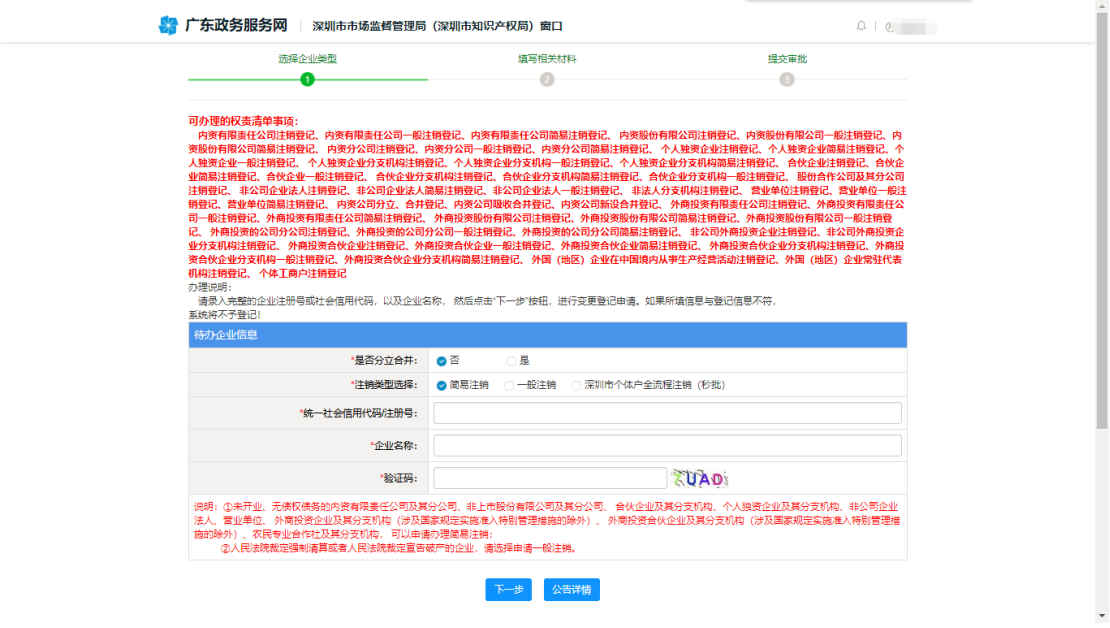 广东政务服务网
深圳市市场监督管理局（深圳市知识产权局）窗口
选择企业类型
填写相关材料
提交审批
1
2
3
可办理的权责清单事项：
内资有限责任公司注销登记、内资有限责任公司一般注销登记、内资有限责任公司简易注销登记、 内资股份有限公司注销登记、内资股份有限公司一般注销登记、内
资股份有限公司简易注销登记、 内资分公司注销登记、内资分公司一般注销登记、内资分公司简易注销登记、 个人独资企业注销登记、个人独资企业简易注销登记、个
人独资企业一般注销登记、 个人独资企业分支机构注销登记、个人独资企业分支机构一般注销登记、个人独资企业分支机构简易注销登记、 合伙企业注销登记、合伙企
业简易注销登记、合伙企业一般注销登记、 合伙企业分支机构注销登记、合伙企业分支机构简易注销登记、合伙企业分支机构一般注销登记、 股份合作公司及其分公司
注销登记、 非公司企业法人注销登记、非公司企业法人简易注销登记、非公司企业法人一般注销登记、 非法人分支机构注销登记、 营业单位注销登记、营业单位一般注
销登记、营业单位简易注销登记、 内资公司分立、合并登记、内资公司吸收合并登记、内资公司新设合并登记、 外商投资有限责任公司注销登记、外商投资有限责任公
司一般注销登记、外商投资有限责任公司简易注销登记、 外商投资股份有限公司注销登记、外商投资股份有限公司简易注销登记、外商投资股份有限公司一般注销登
记、 外商投资的公司分公司注销登记、外商投资的公司分公司一般注销登记、外商投资的公司分公司简易注销登记、 非公司外商投资企业注销登记、非公司外商投资企
业分支机构注销登记、 外商投资合伙企业注销登记、外商投资合伙企业一般注销登记、外商投资合伙企业简易注销登记、 外商投资合伙企业分支机构注销登记、外商投
资合伙企业分支机构一般注销登记、外商投资合伙企业分支机构简易注销登记、 外国（地区）企业在中国境内从事生产经营活动注销登记、外国（地区）企业常驻代表
机构注销登记、 个体工商户注销登记
办理说明：
请录入完整的企业注册号或社会信用代码，以及企业名称， 然后点击“下一步”按钮，进行变更登记申请。如果所填信息与登记信息不符，
系统将不予登记！
待办企业信息
*是否分立合并： 否 是
*注销类型选择： 简易注销 一般注销 深圳市个体户全流程注销（秒批）
*统一社会信用代码/注册号：
*企业名称：
*验证码： ZUAD
说明：①未开业、无债权债务的内资有限责任公司及其分公司、非上市股份有限公司及其分公司、 合伙企业及其分支机构、个人独资企业及其分支机构、非公司企业
法人、营业单位、 外商投资企业及其分支机构（涉及国家规定实施准入特别管理措施的除外）、 外商投资合伙企业及其分支机构（涉及国家规定实施准入特别管理措
施的除外）、农民专业合作社及其分支机构， 可以申请办理简易注销；
②人民法院裁定强制清算或者人民法院裁定宣告破产的企业，请选择申请一般注销。
下一步 公告详情